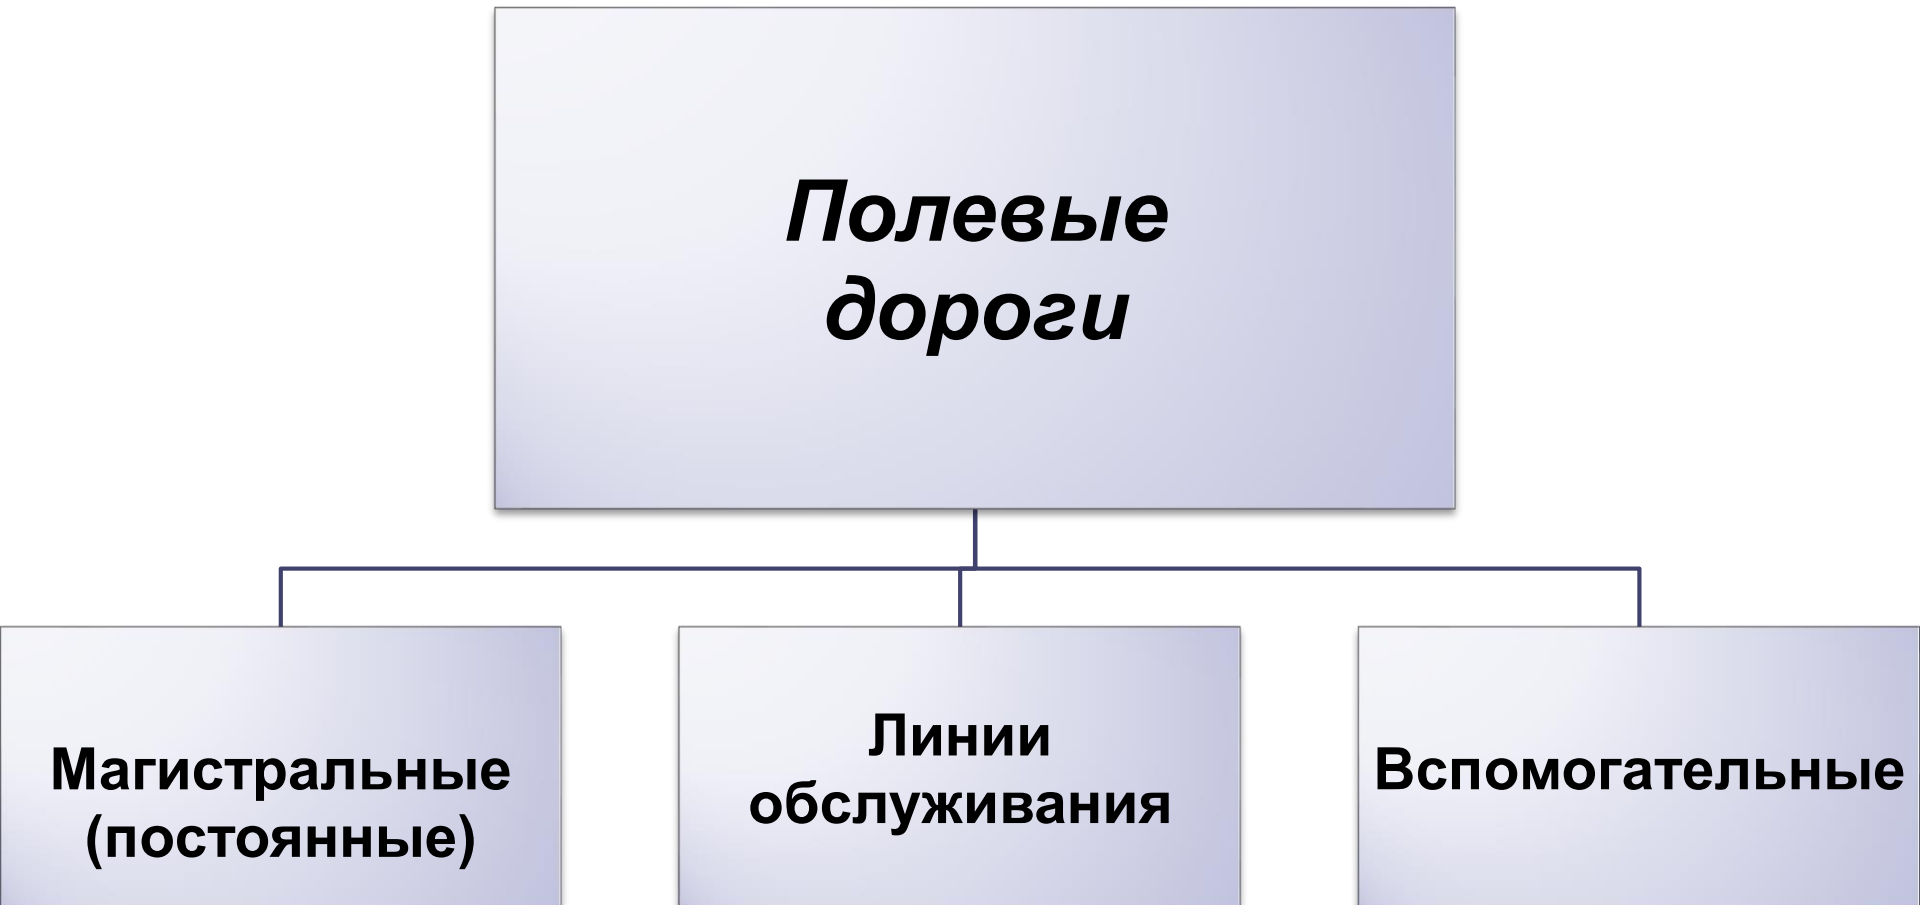 Полевые
дороги
Магистральные
(постоянные)
Линии
обслуживания
Вспомогательные